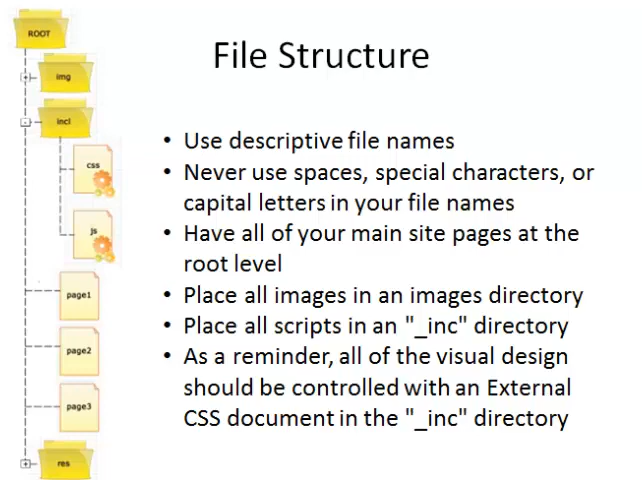 ROOT
img
incl
css
js
page1
page2
page3
res
File Structure
• Use descriptive file names
• Never use spaces, special characters, or
capital letters in your file names
• Have all of your main site pages at the
root level
• Place all images in an images directory
• Place all scripts in an "_inc" directory
• As a reminder, all of the visual design
should be controlled with an External
CSS document in the "_inc" directory